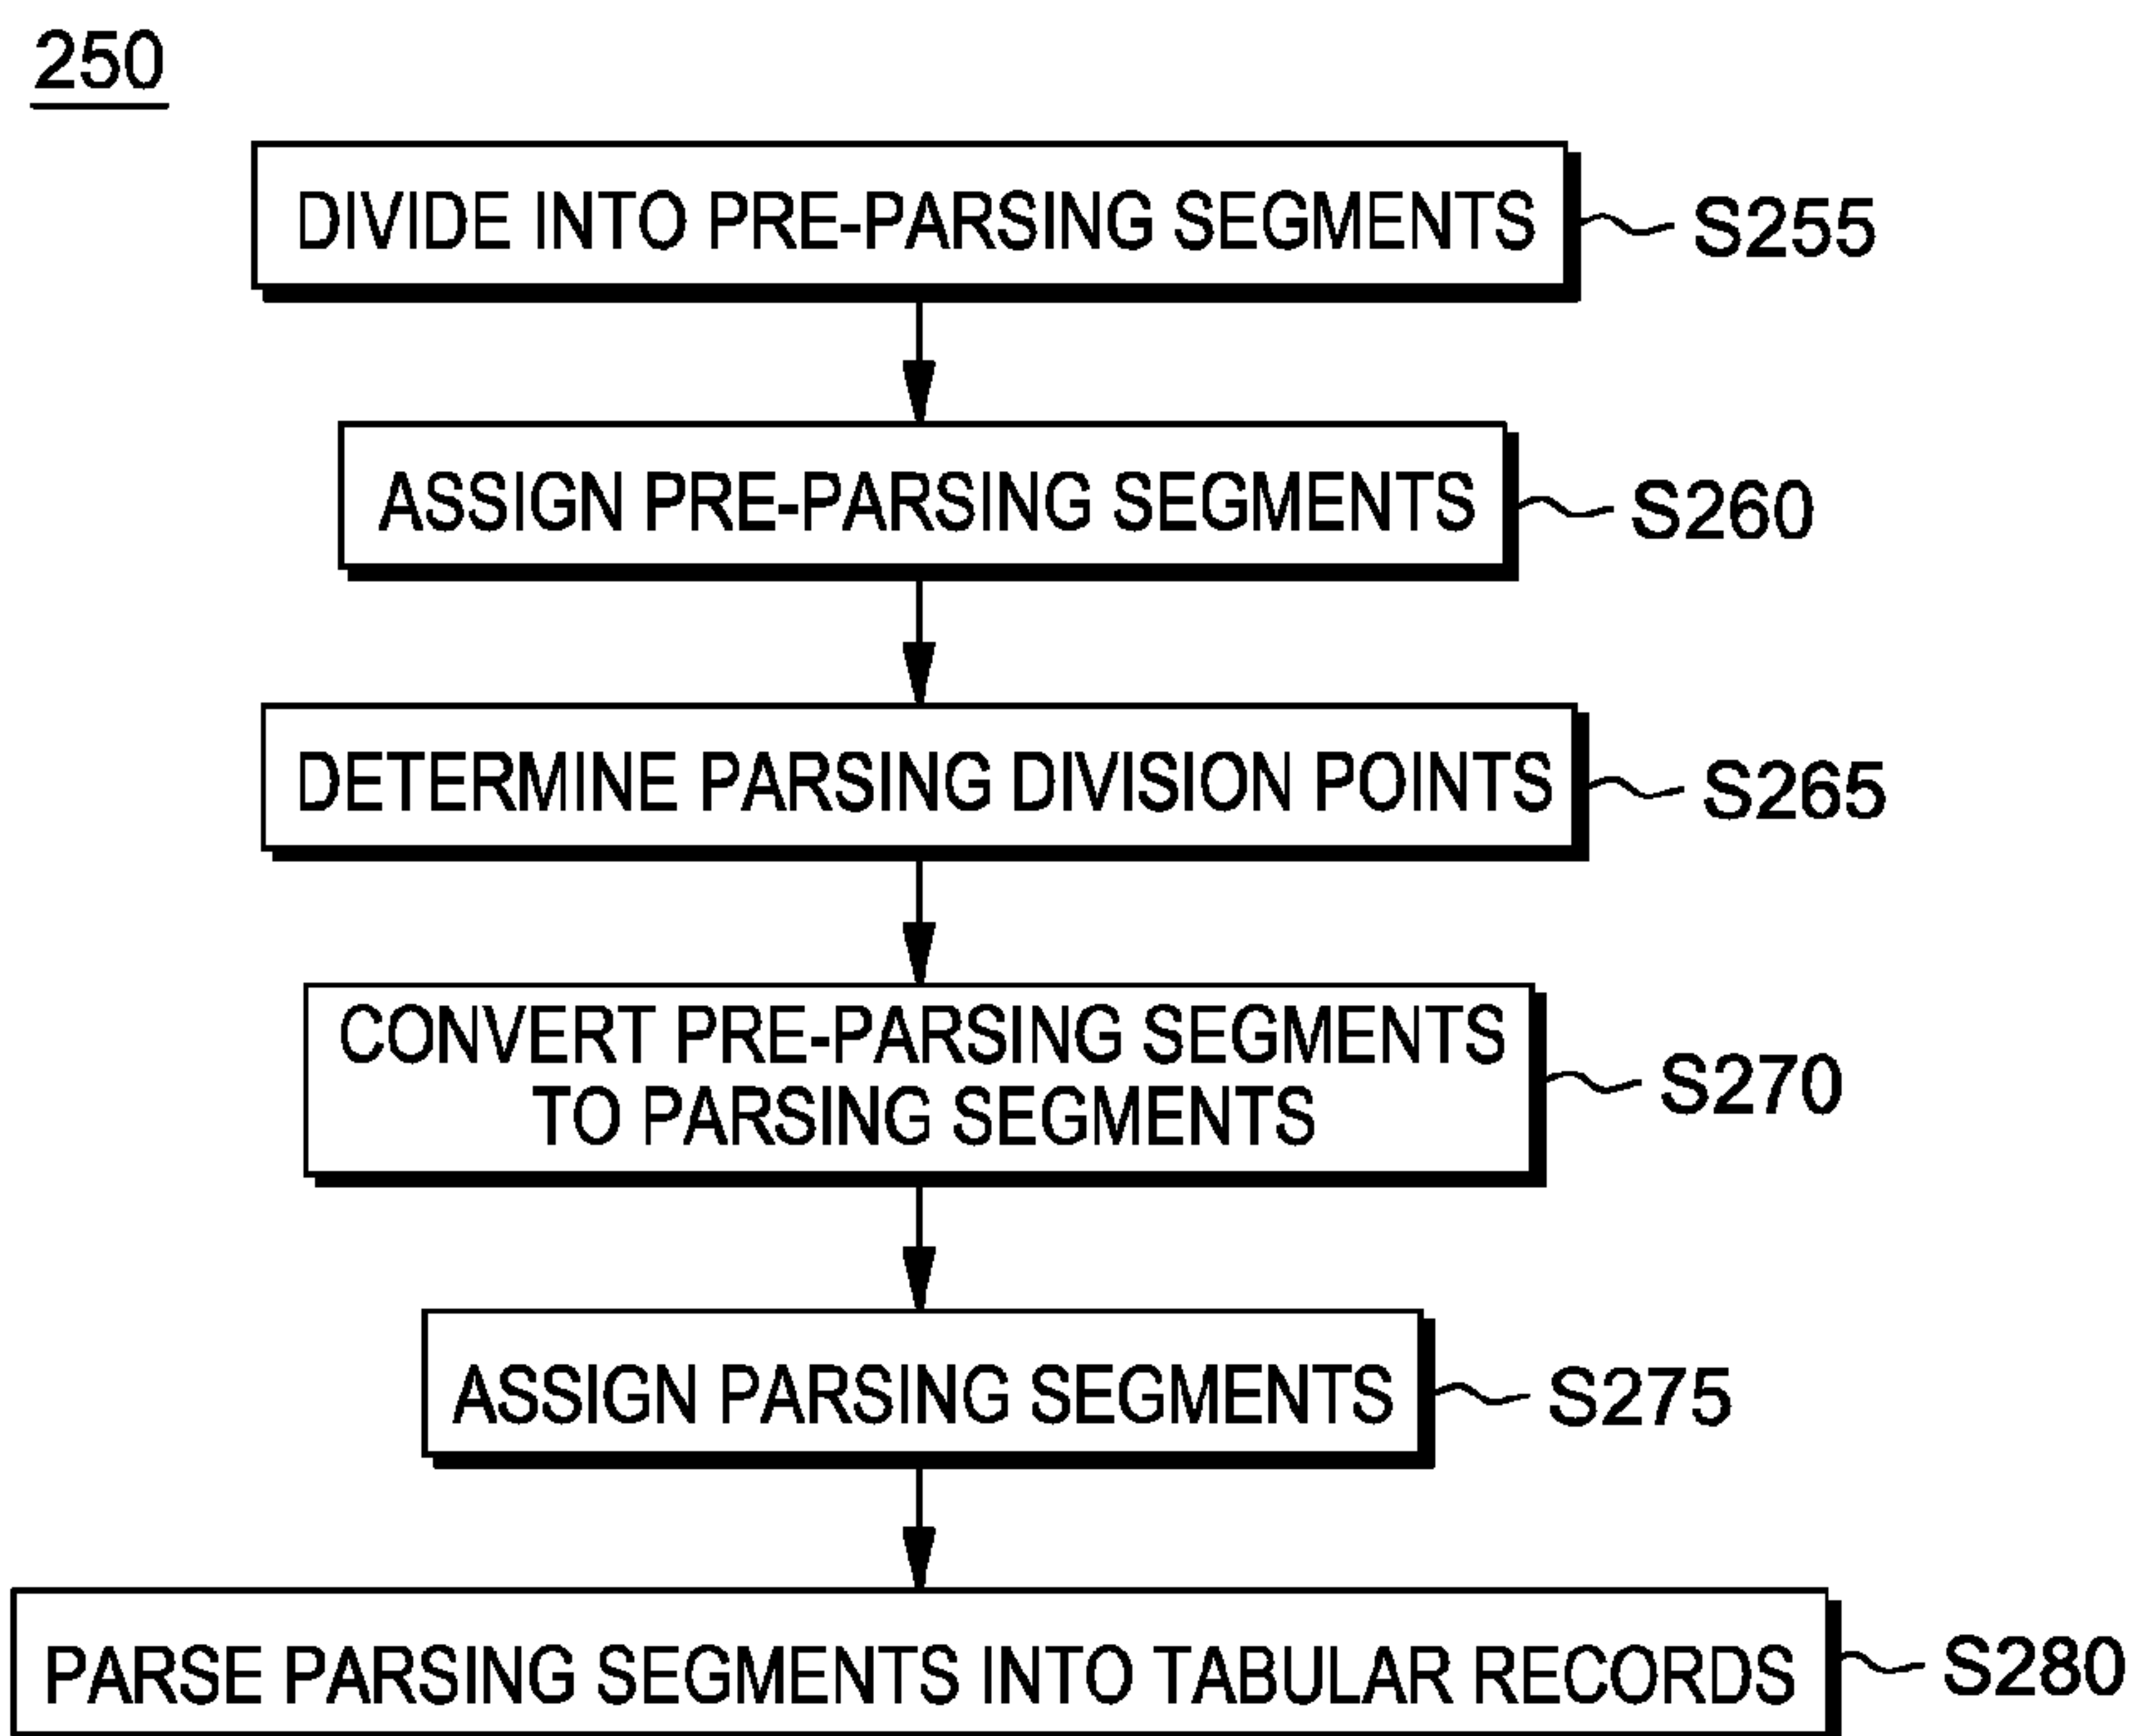 250
DIVIDE INTO PRE-PARSING SEGMENTS
S255
ASSIGN PRE-PARSING SEGMENTS
S260
DETERMINE PARSING DIVISION POINTS
S265
CONVERT PRE-PARSING SEGMENTS
TO PARSING SEGMENTS
S270
ASSIGN PARSING SEGMENTS
S275
PARSE PARSING SEGMENTS INTO TABULAR RECORDS
S280